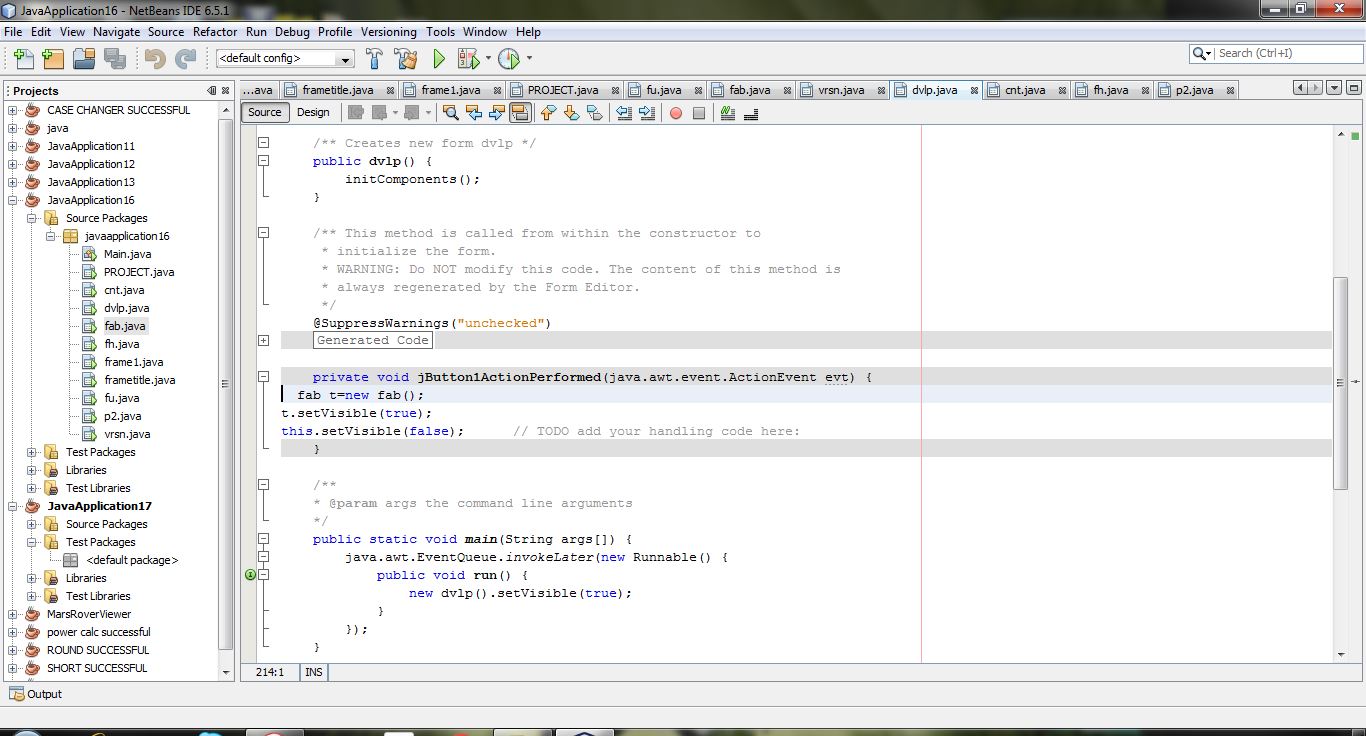 JavaApplication16 - NetBeans IDE 6.5.1
File Edit View Navigate Source Refactor Run Debug Profile Versioning Tools Window Help
<default config>
Search (Ctrl+I)
Projects
CASE CHANGER SUCCESSFUL
java
JavaApplication11
JavaApplication12
JavaApplication13
JavaApplication16
Source Packages
javaapplication16
Main.java
PROJECT.java
cnt.java
dvlp.java
fab.java
fh.java
frame1.java
frametitle.java
fu.java
p2.java
vrsn.java
Test Packages
Libraries
Test Libraries
JavaApplication17
Source Packages
Test Packages
<default package>
Libraries
Test Libraries
MarsRoverViewer
power calc successful
ROUND SUCCESSFUL
SHORT SUCCESSFUL
...ava frametitle.java frame1.java PROJECT.java fu.java fab.java vrsn.java dvlp.java cnt.java fh.java p2.java
Source Design
/** Creates new form dvlp */
public dvlp() {
initComponents();
}
/** This method is called from within the constructor to
* initialize the form.
* WARNING: Do NOT modify this code. The content of this method is
* always regenerated by the Form Editor.
*/
@SuppressWarnings("unchecked")
Generated Code
private void jButton1ActionPerformed(java.awt.event.ActionEvent evt) {
fab t=new fab();
t.setVisible(true);
this.setVisible(false); // TODO add your handling code here:
}
/**
* @param args the command line arguments
*/
public static void main(String args[]) {
java.awt.EventQueue.invokeLater(new Runnable() {
public void run() {
new dvlp().setVisible(true);
}
});
}
214:1 INS
Output